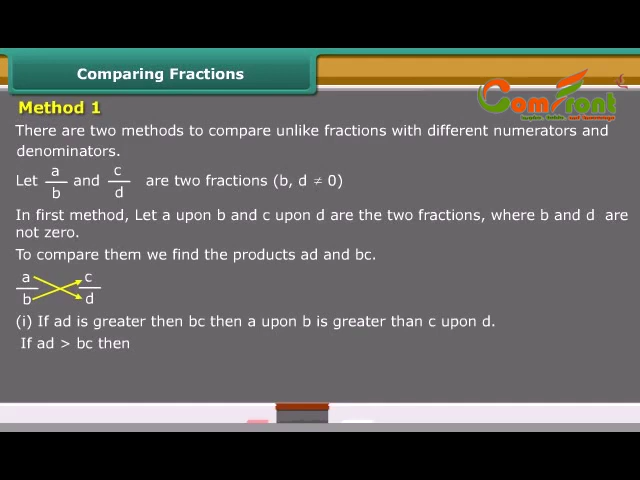 Comparing Fractions
ComFront
Method 1
There are two methods to compare unlike fractions with different numerators and
denominators.
Let a/b and c/d are two fractions (b, d ≠ 0)
In first method, Let a upon b and c upon d are the two fractions, where b and d are
not zero.
To compare them we find the products ad and bc.
a c
b d
(i) If ad is greater then bc then a upon b is greater than c upon d.
If ad > bc then